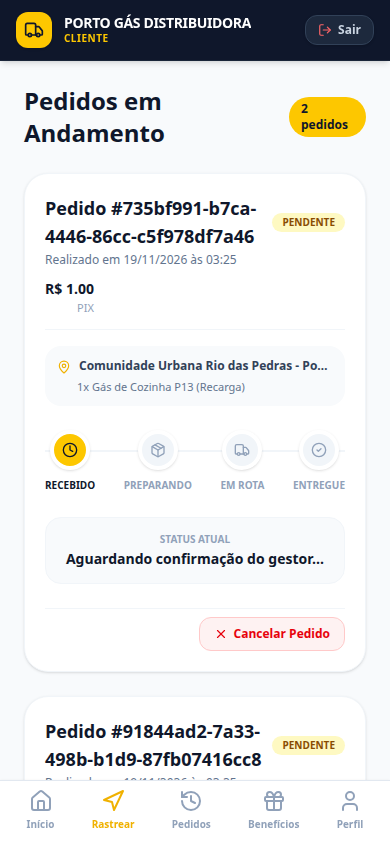 PORTO GÁS DISTRIBUIDORA
CLIENTE
Sair
Pedidos em
Andamento
2
pedidos
Pedido #735bf991-b7ca-
4446-86cc-c5f978df7a46
PENDENTE
Realizado em 19/11/2026 às 03:25
R$ 1.00
PIX
Comunidade Urbana Rio das Pedras - Po...
1x Gás de Cozinha P13 (Recarga)
RECEBIDO
PREPARANDO
EM ROTA
ENTREGUE
STATUS ATUAL
Aguardando confirmação do gestor...
Cancelar Pedido
Pedido #91844ad2-7a33-
498b-b1d9-87fb07416cc8
PENDENTE
Início
Rastrear
Pedidos
Benefícios
Perfil